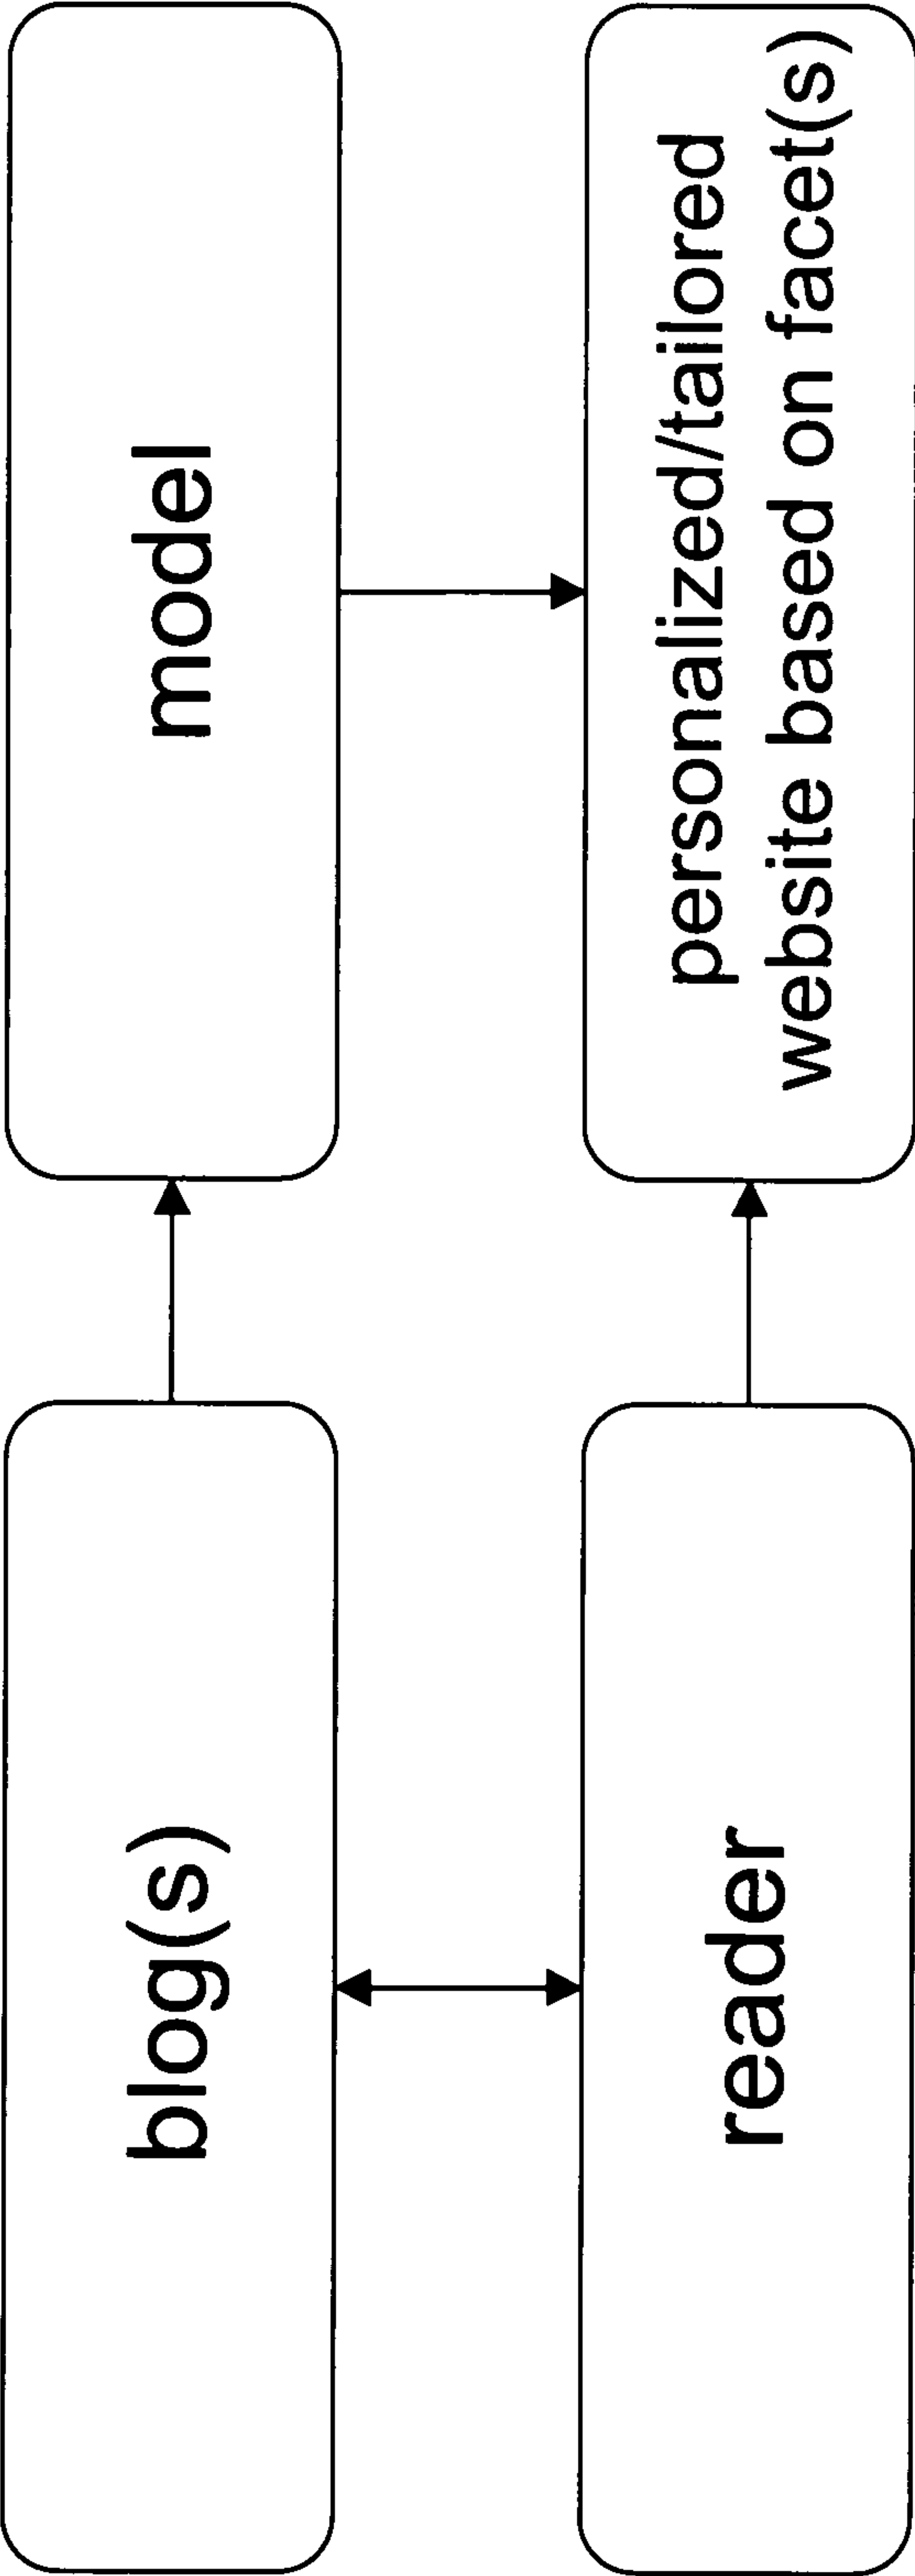 blog(s)
model
reader
personalized/tailored
website based on facet(s)